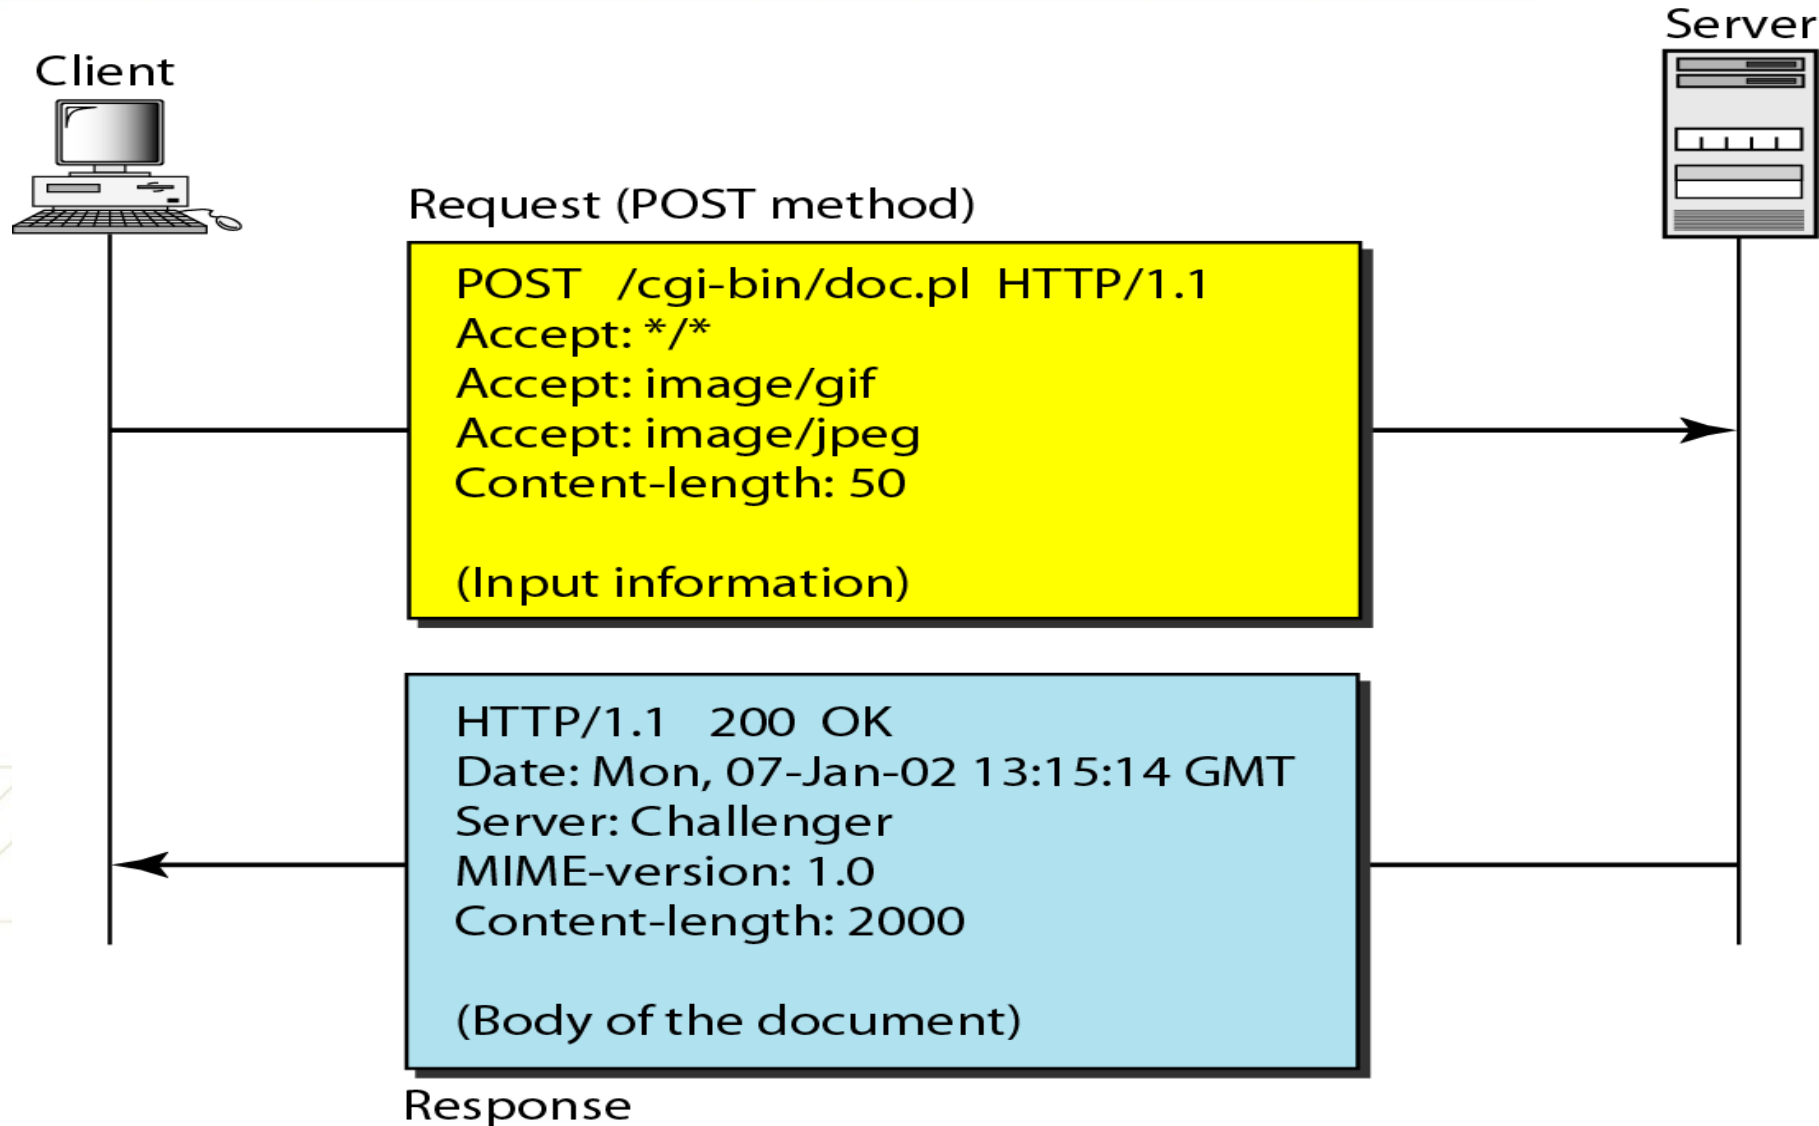 Client
Server
Request (POST method)
POST /cgi-bin/doc.pl HTTP/1.1
Accept: */*
Accept: image/gif
Accept: image/jpeg
Content-length: 50
(Input information)
HTTP/1.1 200 OK
Date: Mon, 07-Jan-02 13:15:14 GMT
Server: Challenger
MIME-version: 1.0
Content-length: 2000
(Body of the document)
Response